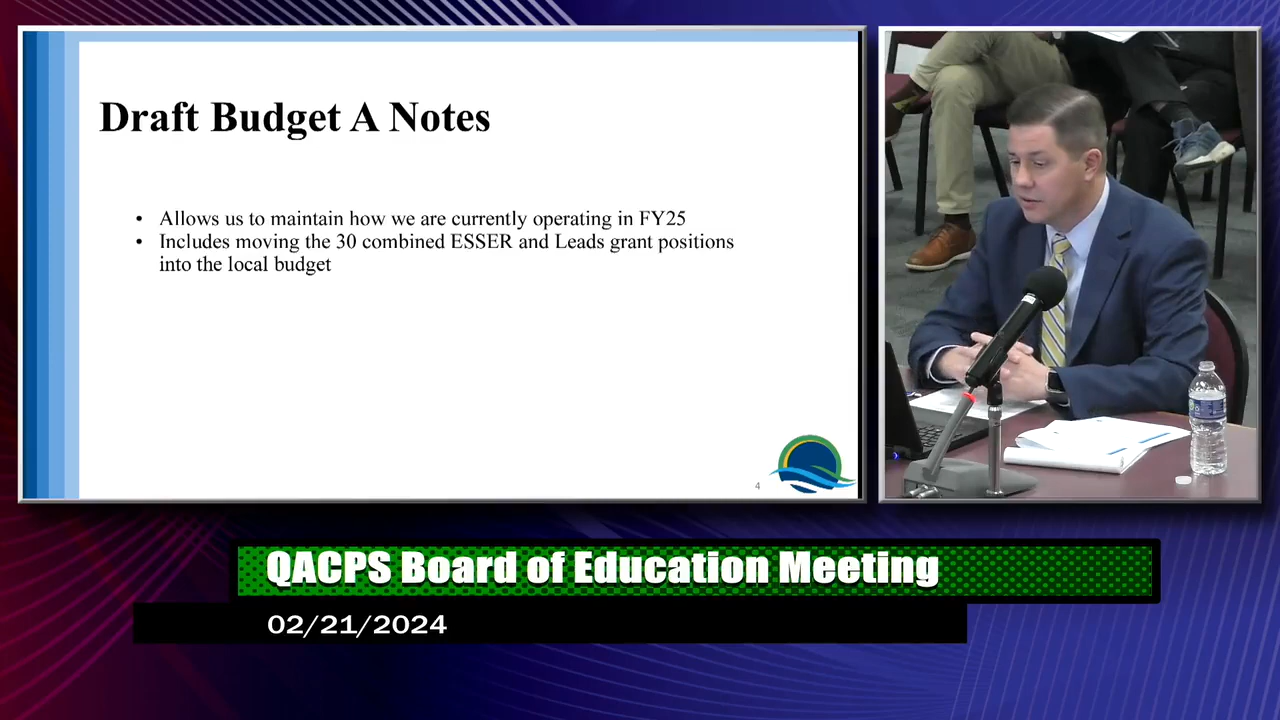 Draft Budget A Notes
• Allows us to maintain how we are currently operating in FY25
• Includes moving the 30 combined ESSER and Leads grant positions
into the local budget
4
QACPS Board of Education Meeting
02/21/2024